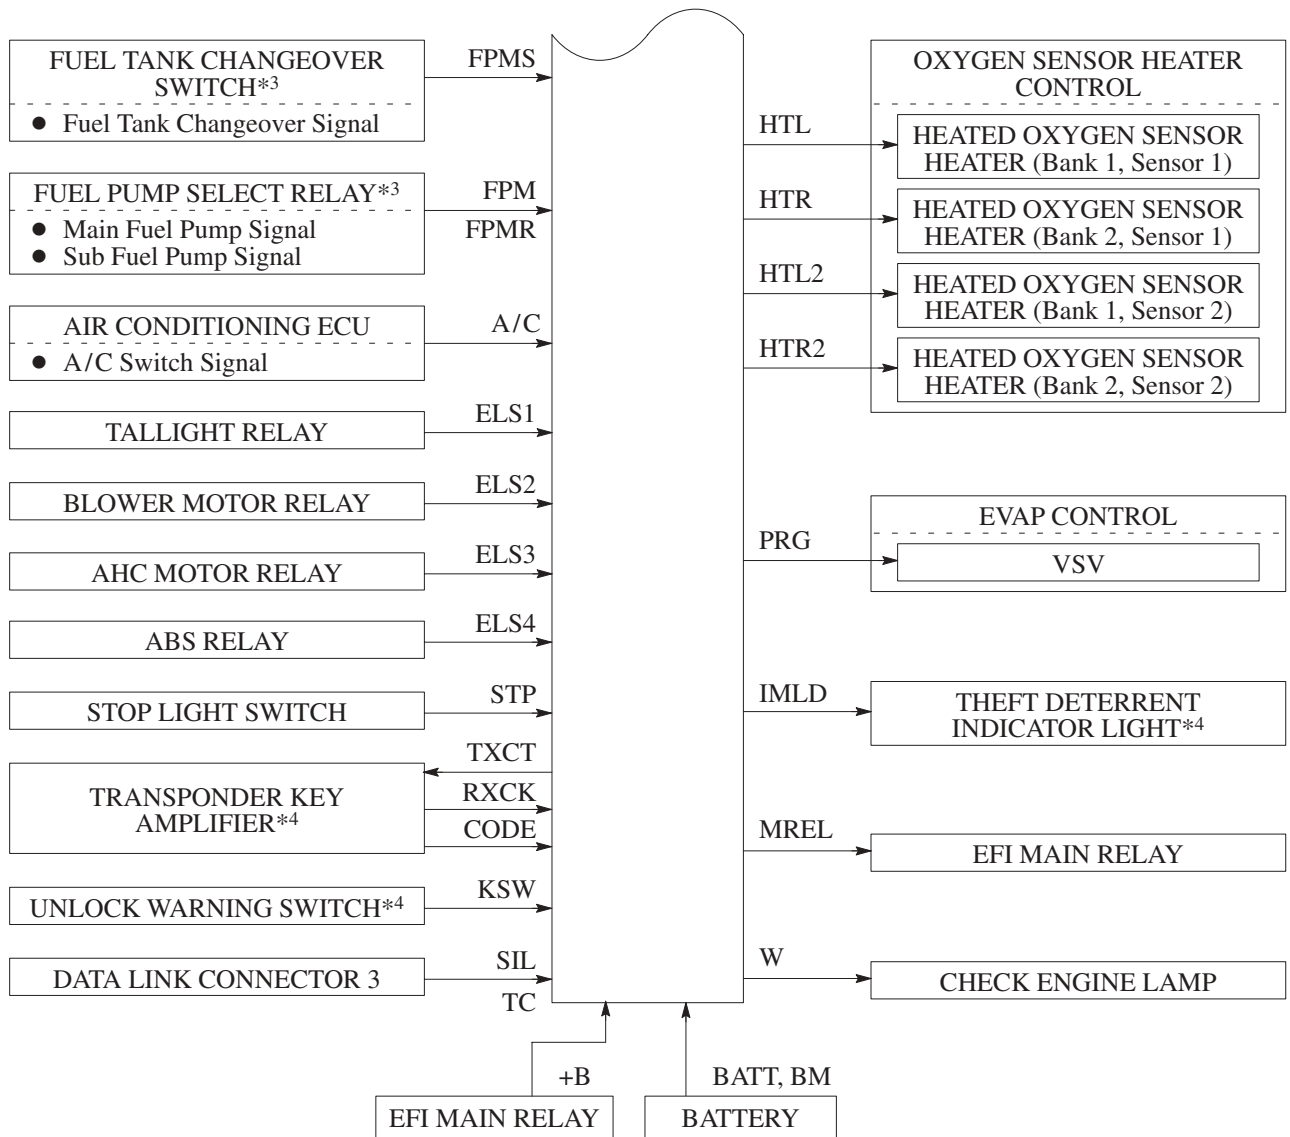 FUEL TANK CHANGEOVER
SWITCH*3
● Fuel Tank Changeover Signal
FPMS
FUEL PUMP SELECT RELAY*3
● Main Fuel Pump Signal
● Sub Fuel Pump Signal
FPM
FPMR
AIR CONDITIONING ECU
● A/C Switch Signal
A/C
TALLIGHT RELAY
ELS1
BLOWER MOTOR RELAY
ELS2
AHC MOTOR RELAY
ELS3
ABS RELAY
ELS4
STOP LIGHT SWITCH
STP
TRANSPONDER KEY
AMPLIFIER*4
TXCT
RXCK
CODE
UNLOCK WARNING SWITCH*4
KSW
DATA LINK CONNECTOR 3
SIL
TC
+B
EFI MAIN RELAY
BATT, BM
BATTERY
OXYGEN SENSOR HEATER
CONTROL
HTL
HEATED OXYGEN SENSOR
HEATER (Bank 1, Sensor 1)
HTR
HEATED OXYGEN SENSOR
HEATER (Bank 2, Sensor 1)
HTL2
HEATED OXYGEN SENSOR
HEATER (Bank 1, Sensor 2)
HTR2
HEATED OXYGEN SENSOR
HEATER (Bank 2, Sensor 2)
EVAP CONTROL
PRG
VSV
IMLD
THEFT DETERRENT
INDICATOR LIGHT*4
MREL
EFI MAIN RELAY
W
CHECK ENGINE LAMP